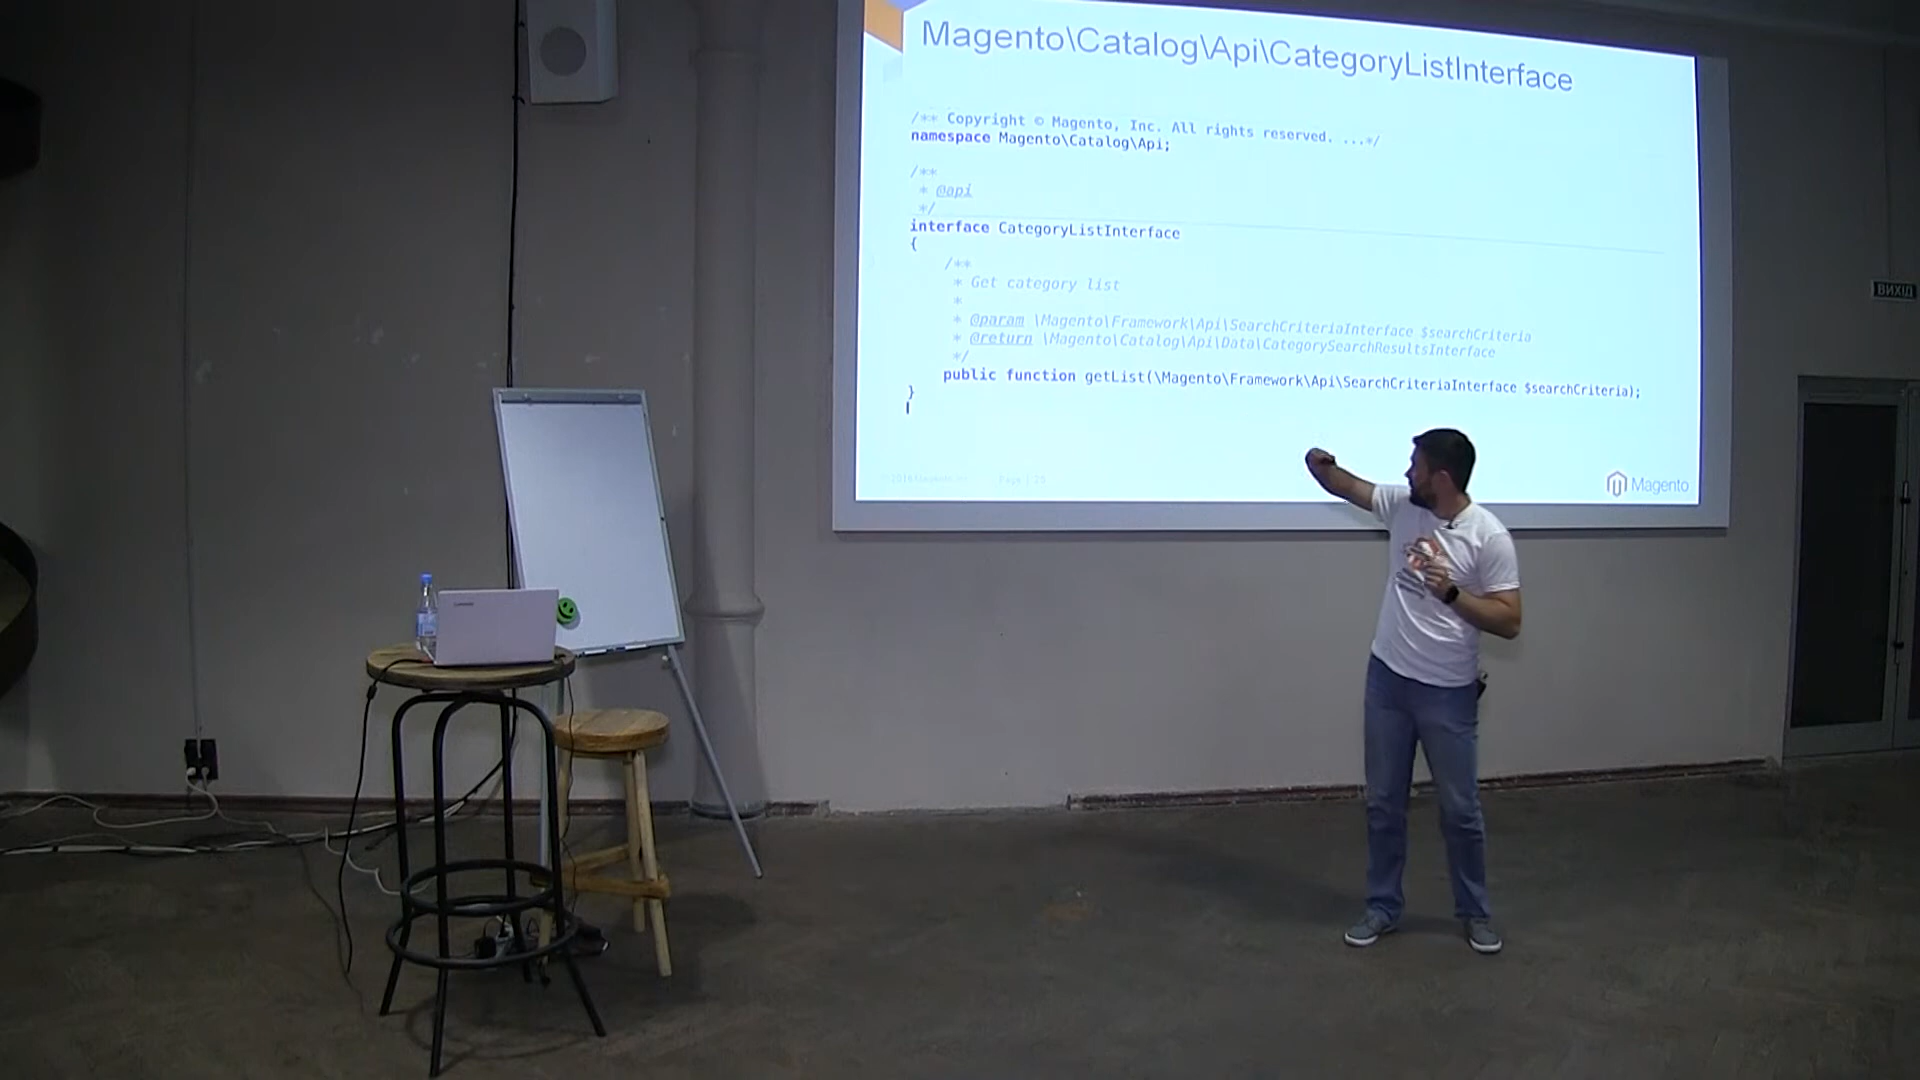 Magento\Catalog\Api\CategoryListInterface
/** Copyright © Magento, Inc. All rights reserved. ...*/
namespace Magento\Catalog\Api;
/**
* @api
*/
interface CategoryListInterface
{
/**
* Get category list
*
* @param \Magento\Framework\Api\SearchCriteriaInterface $searchCriteria
* @return \Magento\Catalog\Api\Data\CategorySearchResultsInterface
*/
public function getList(\Magento\Framework\Api\SearchCriteriaInterface $searchCriteria);
}
Magento
ВИХІД